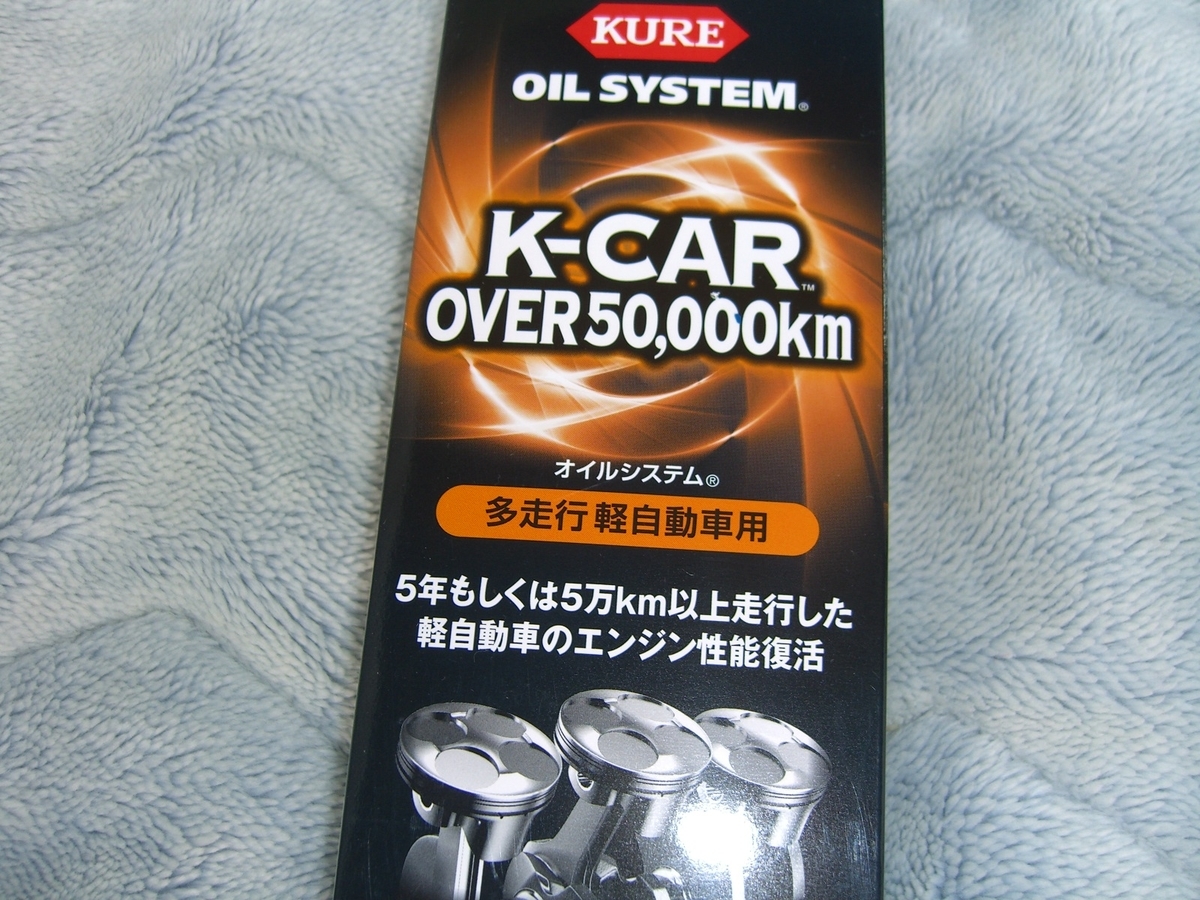 KURE
OIL SYSTEM®
K-CAR™
OVER 50,000km
オイルシステム®
多走行 軽自動車用
5年もしくは5万km以上走行した
軽自動車のエンジン性能復活